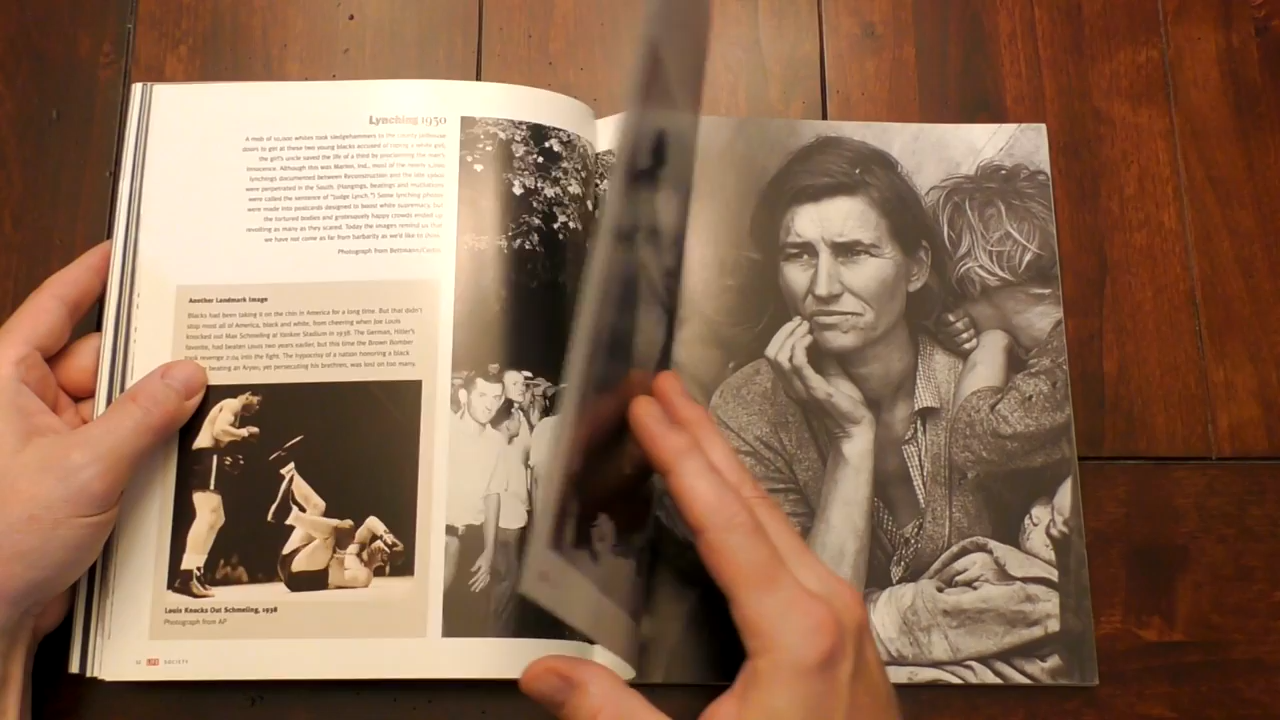 Lynching 1930
A mob of 10,000 whites took sledgehammers to the county jailhouse
doors to get at these two young blacks accused of raping a white girl;
the girl's uncle saved the life of a third by proclaiming the man's
innocence. Although this was Marion, Ind., most of the nearly 5,000
lynchings documented between Reconstruction and the late 1960s
were perpetrated in the South. (Hangings, beatings and mutilations
were called the sentence of "Judge Lynch.") Some lynching photos
were made into postcards designed to boost white supremacy, but
the tortured bodies and grotesquely happy crowds ended up
revolting as many as they scared. Today the images remind us that
we have not come as far from barbarity as we'd like to think.
Photograph from Bettmann/Corbis
Another Landmark Image
Blacks had been taking it on the chin in America for a long time. But that didn't
stop most all of America, black and white, from cheering when Joe Louis
knocked out Max Schmeling at Yankee Stadium in 1938. The German, Hitler's
favorite, had beaten Louis two years earlier, but this time the Brown Bomber
took revenge 2:04 into the fight. The hypocrisy of a nation honoring a black
beating an Aryan, yet persecuting his brethren, was lost on too many.
Louis Knocks Out Schmeling, 1938
Photograph from AP
LIFE SOCIETY